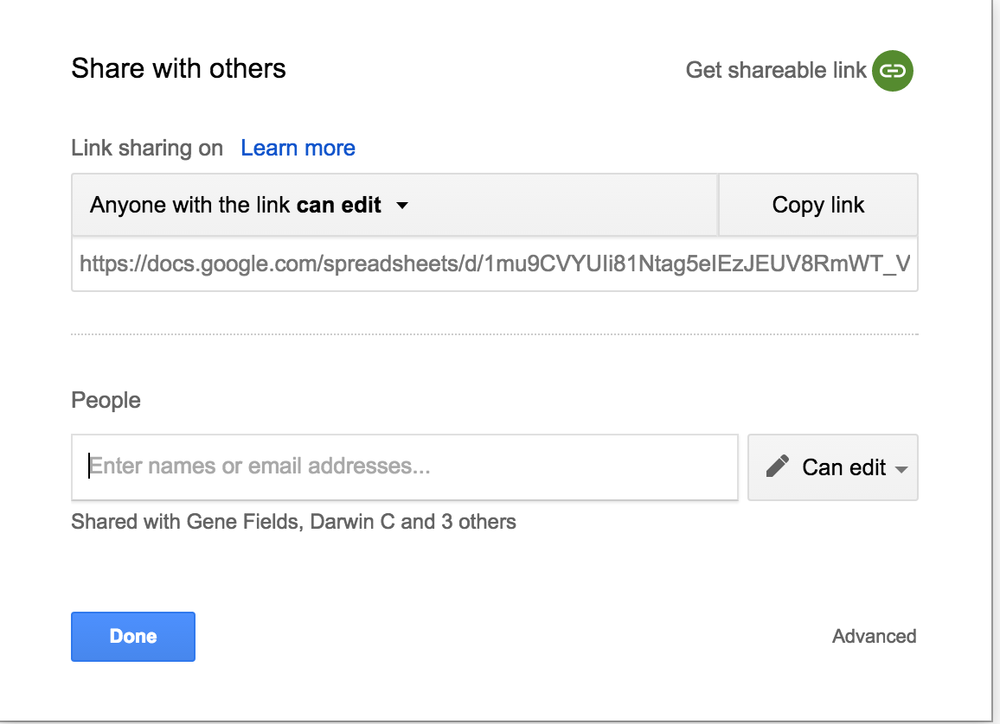 Share with others
Get shareable link
Link sharing on Learn more
Anyone with the link can edit
Copy link
https://docs.google.com/spreadsheets/d/1mu9CVYUIi81Ntag5eIEzJEUV8RmWT_V
People
Enter names or email addresses...
Can edit
Shared with Gene Fields, Darwin C and 3 others
Done
Advanced